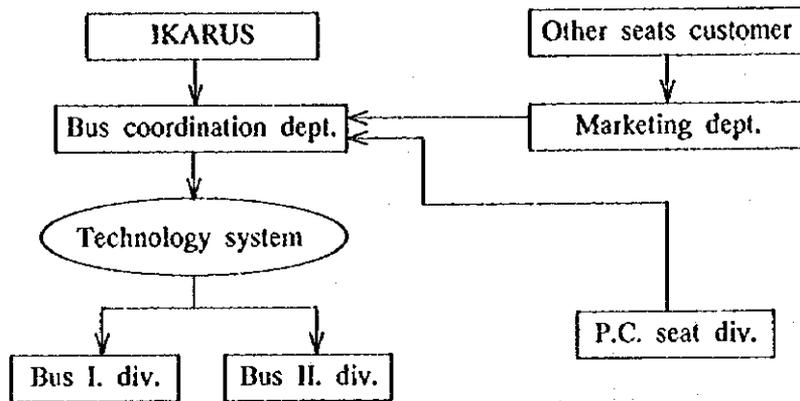 IKARUS
Other seats customer
Bus coordination dept.
Marketing dept.
Technology system
P.C. seat div.
Bus I. div.
Bus II. div.